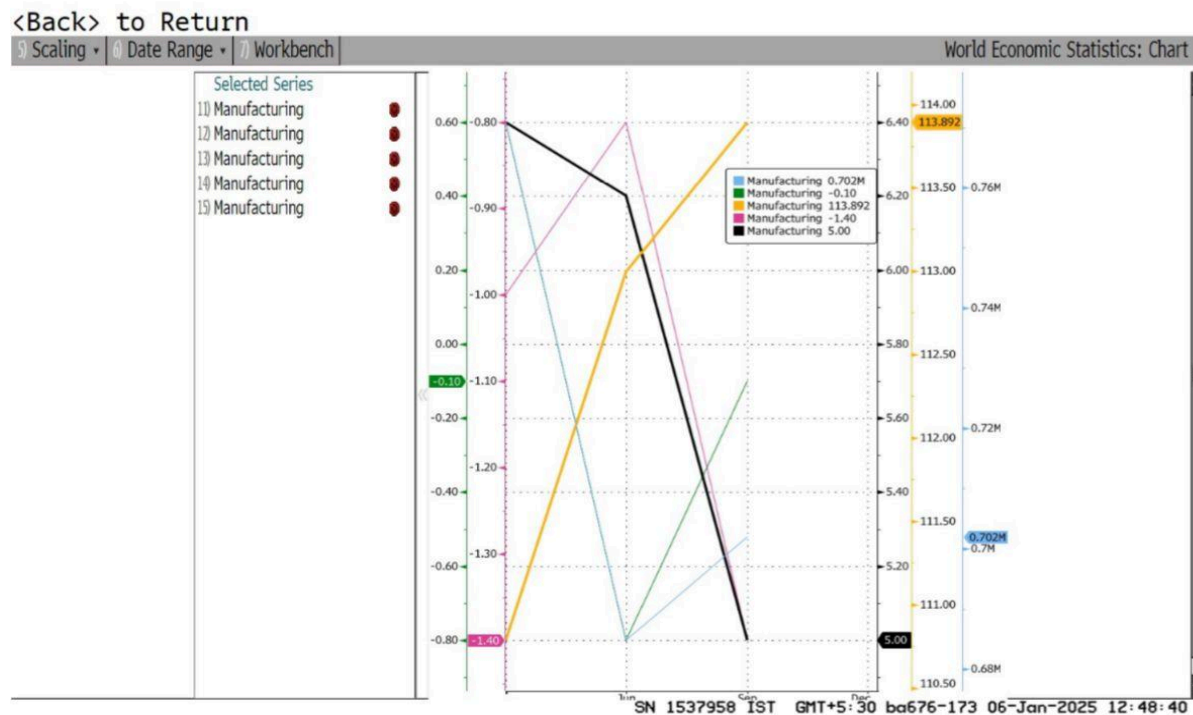 <Back> to Return
5) Scaling 6) Date Range 7) Workbench World Economic Statistics: Chart
Selected Series
11) Manufacturing
12) Manufacturing
13) Manufacturing
14) Manufacturing
15) Manufacturing
0.60
0.40
0.20
0.00
-0.10
-0.20
-0.40
-0.60
-0.80
-0.80
-0.90
-1.00
-1.10
-1.20
-1.30
-1.40
Manufacturing 0.702M
Manufacturing -0.10
Manufacturing 113.892
Manufacturing -1.40
Manufacturing 5.00
6.40
6.20
6.00
5.80
5.60
5.40
5.20
5.00
114.00
113.892
113.50
113.00
112.50
112.00
111.50
111.00
110.50
0.76M
0.74M
0.72M
0.702M
0.7M
0.68M
Jun Sep Dec
SN 1537958 IST GMT+5:30 ba676-173 06-Jan-2025 12:48:40